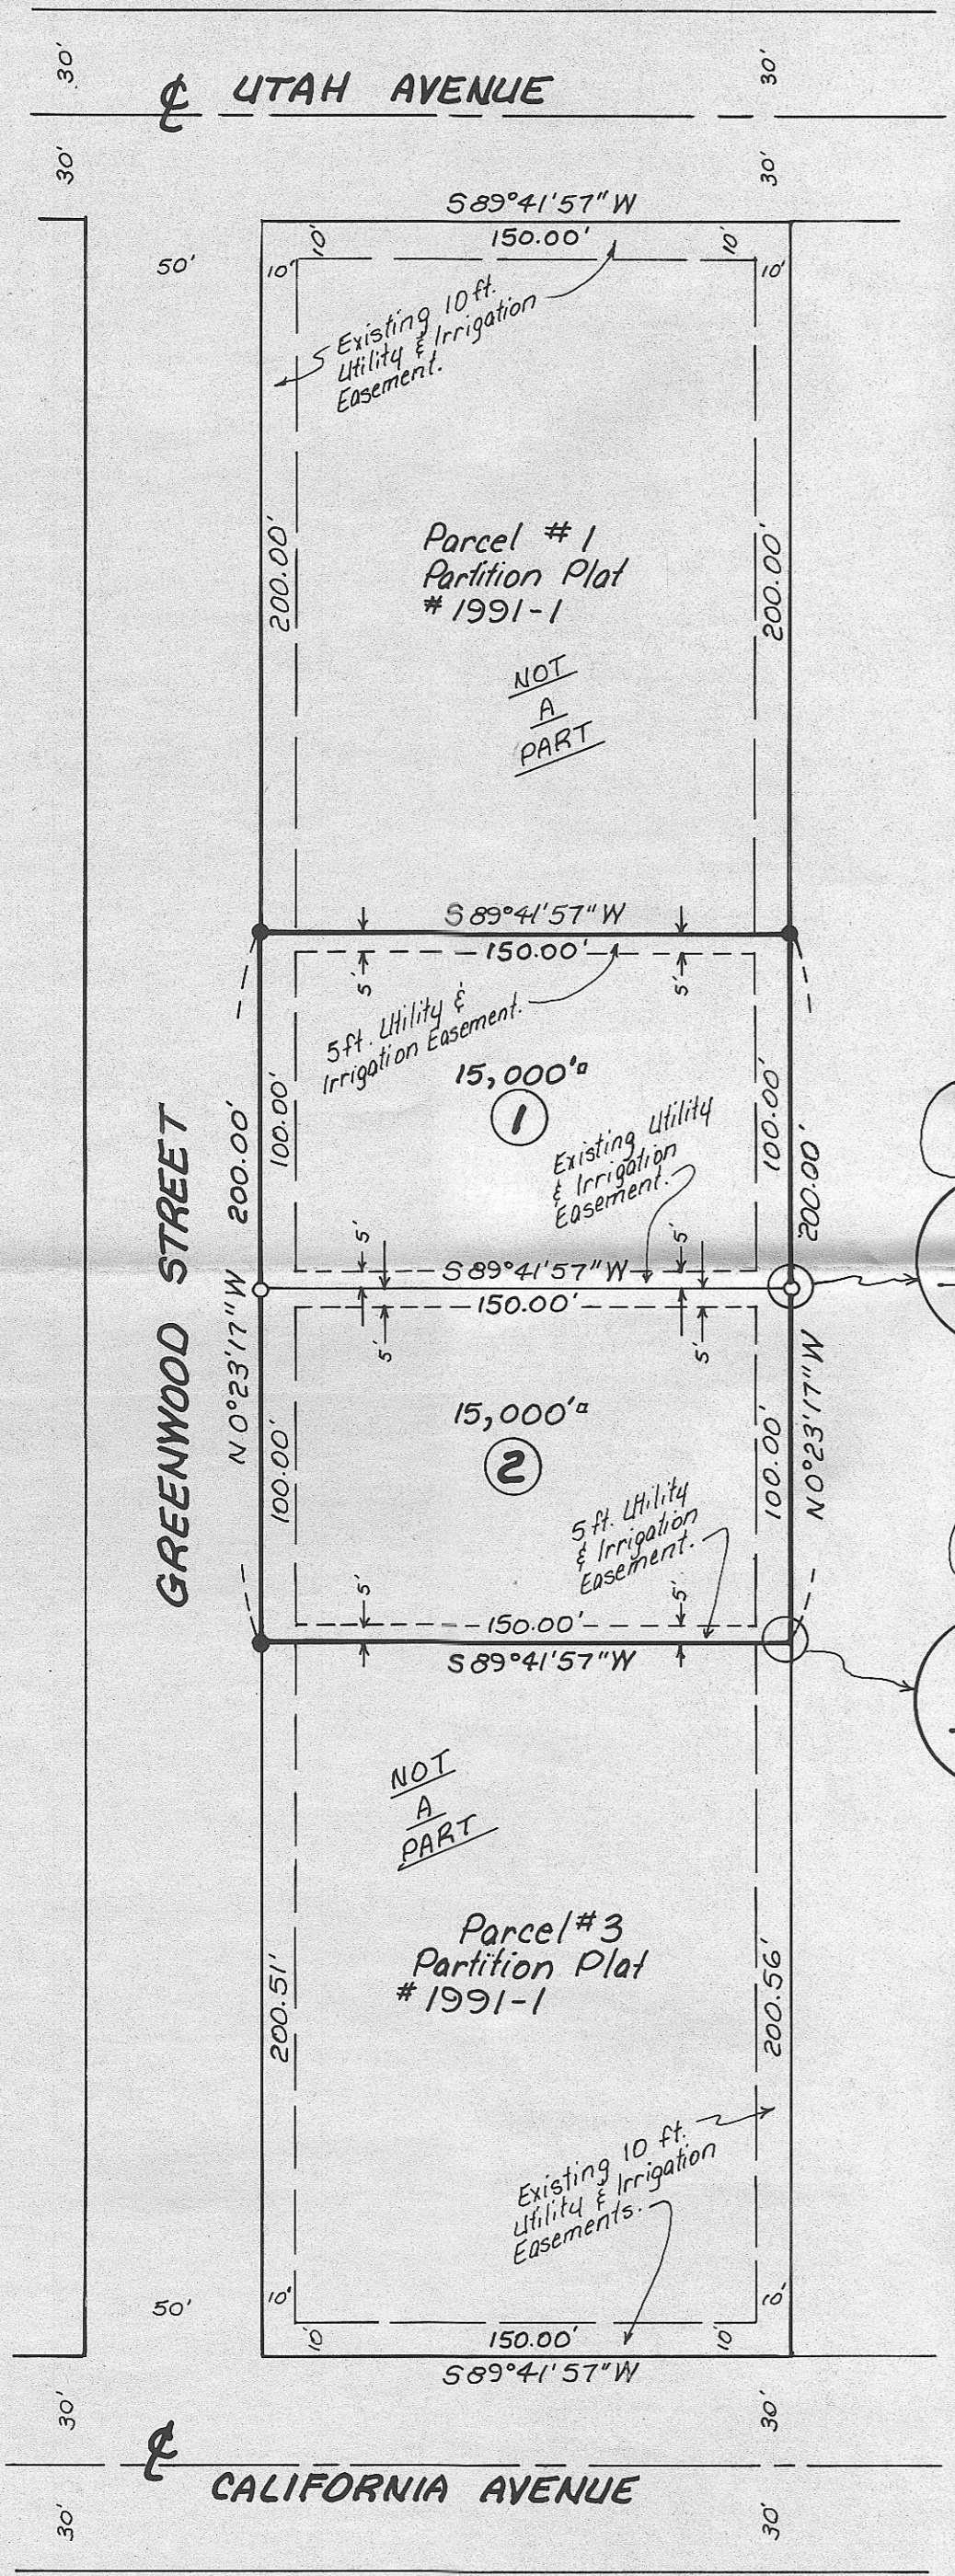 30'
30'
℄ UTAH AVENUE
30'
30'
S89°41'57"W
150.00'
10'
10'
50'
10'
10'
Existing 10 ft.
Utility & Irrigation
Easement.
200.00'
200.00'
Parcel #1
Partition Plat
#1991-1
NOT
A
PART
S89°41'57"W
150.00'
5'
5'
5ft. Utility &
Irrigation Easement.
15,000'□
1
100.00'
100.00'
200.00'
200.00'
Existing Utility
& Irrigation
Easement.
GREENWOOD STREET
5'
5'
S89°41'57"W
150.00'
5'
5'
N0°23'17"W
N0°23'17"W
15,000'□
2
100.00'
100.00'
5 ft. Utility
& Irrigation
Easement.
5'
5'
150.00'
S89°41'57"W
NOT
A
PART
Parcel #3
Partition Plat
#1991-1
200.51'
200.56'
Existing 10 ft.
Utility & Irrigation
Easements.
10'
10'
50'
10'
10'
150.00'
S89°41'57"W
30'
30'
℄
CALIFORNIA AVENUE
30'
30'